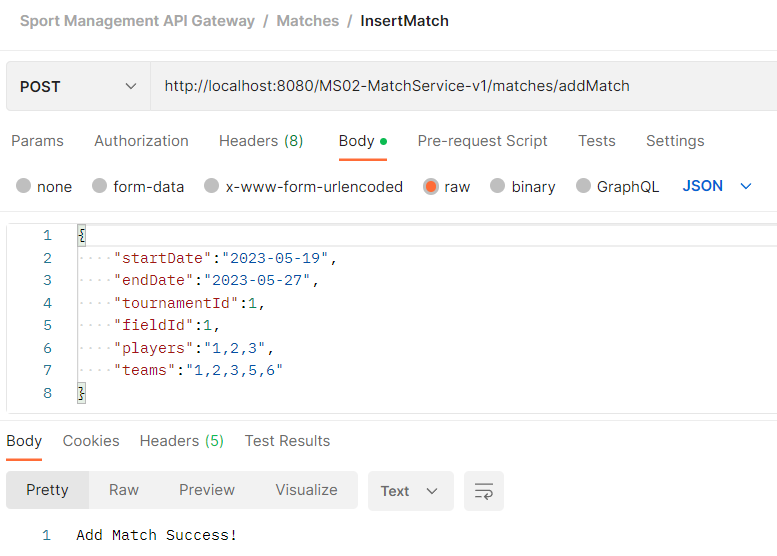 Sport Management API Gateway / Matches / InsertMatch
POST http://localhost:8080/MS02-MatchService-v1/matches/addMatch
Params Authorization Headers (8) Body Pre-request Script Tests Settings
none form-data x-www-form-urlencoded raw binary GraphQL JSON
1 {
2 ····"startDate":"2023-05-19",
3 ····"endDate":"2023-05-27",
4 ····"tournamentId":1,
5 ····"fieldId":1,
6 ····"players":"1,2,3",
7 ····"teams":"1,2,3,5,6"
8 }
Body Cookies Headers (5) Test Results
Pretty Raw Preview Visualize Text
1 Add Match Success!